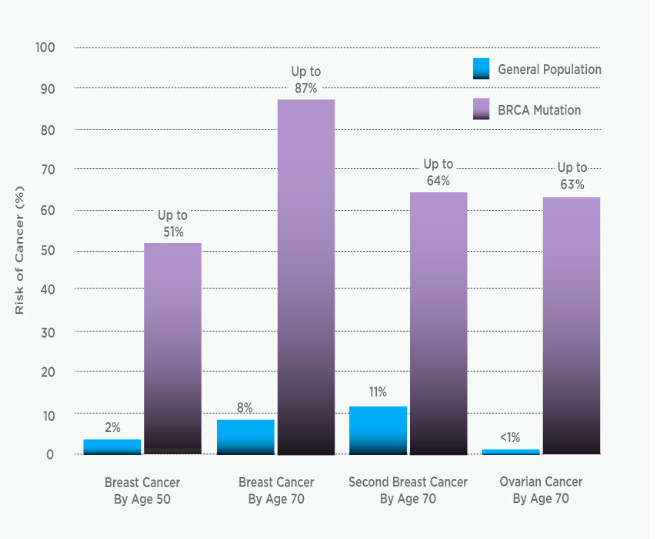 100
90
80
70
60
50
40
30
20
10
0
Risk of Cancer (%)
General Population
BRCA Mutation
2%
Up to
51%
8%
Up to
87%
11%
Up to
64%
<1%
Up to
63%
Breast Cancer
By Age 50
Breast Cancer
By Age 70
Second Breast Cancer
By Age 70
Ovarian Cancer
By Age 70